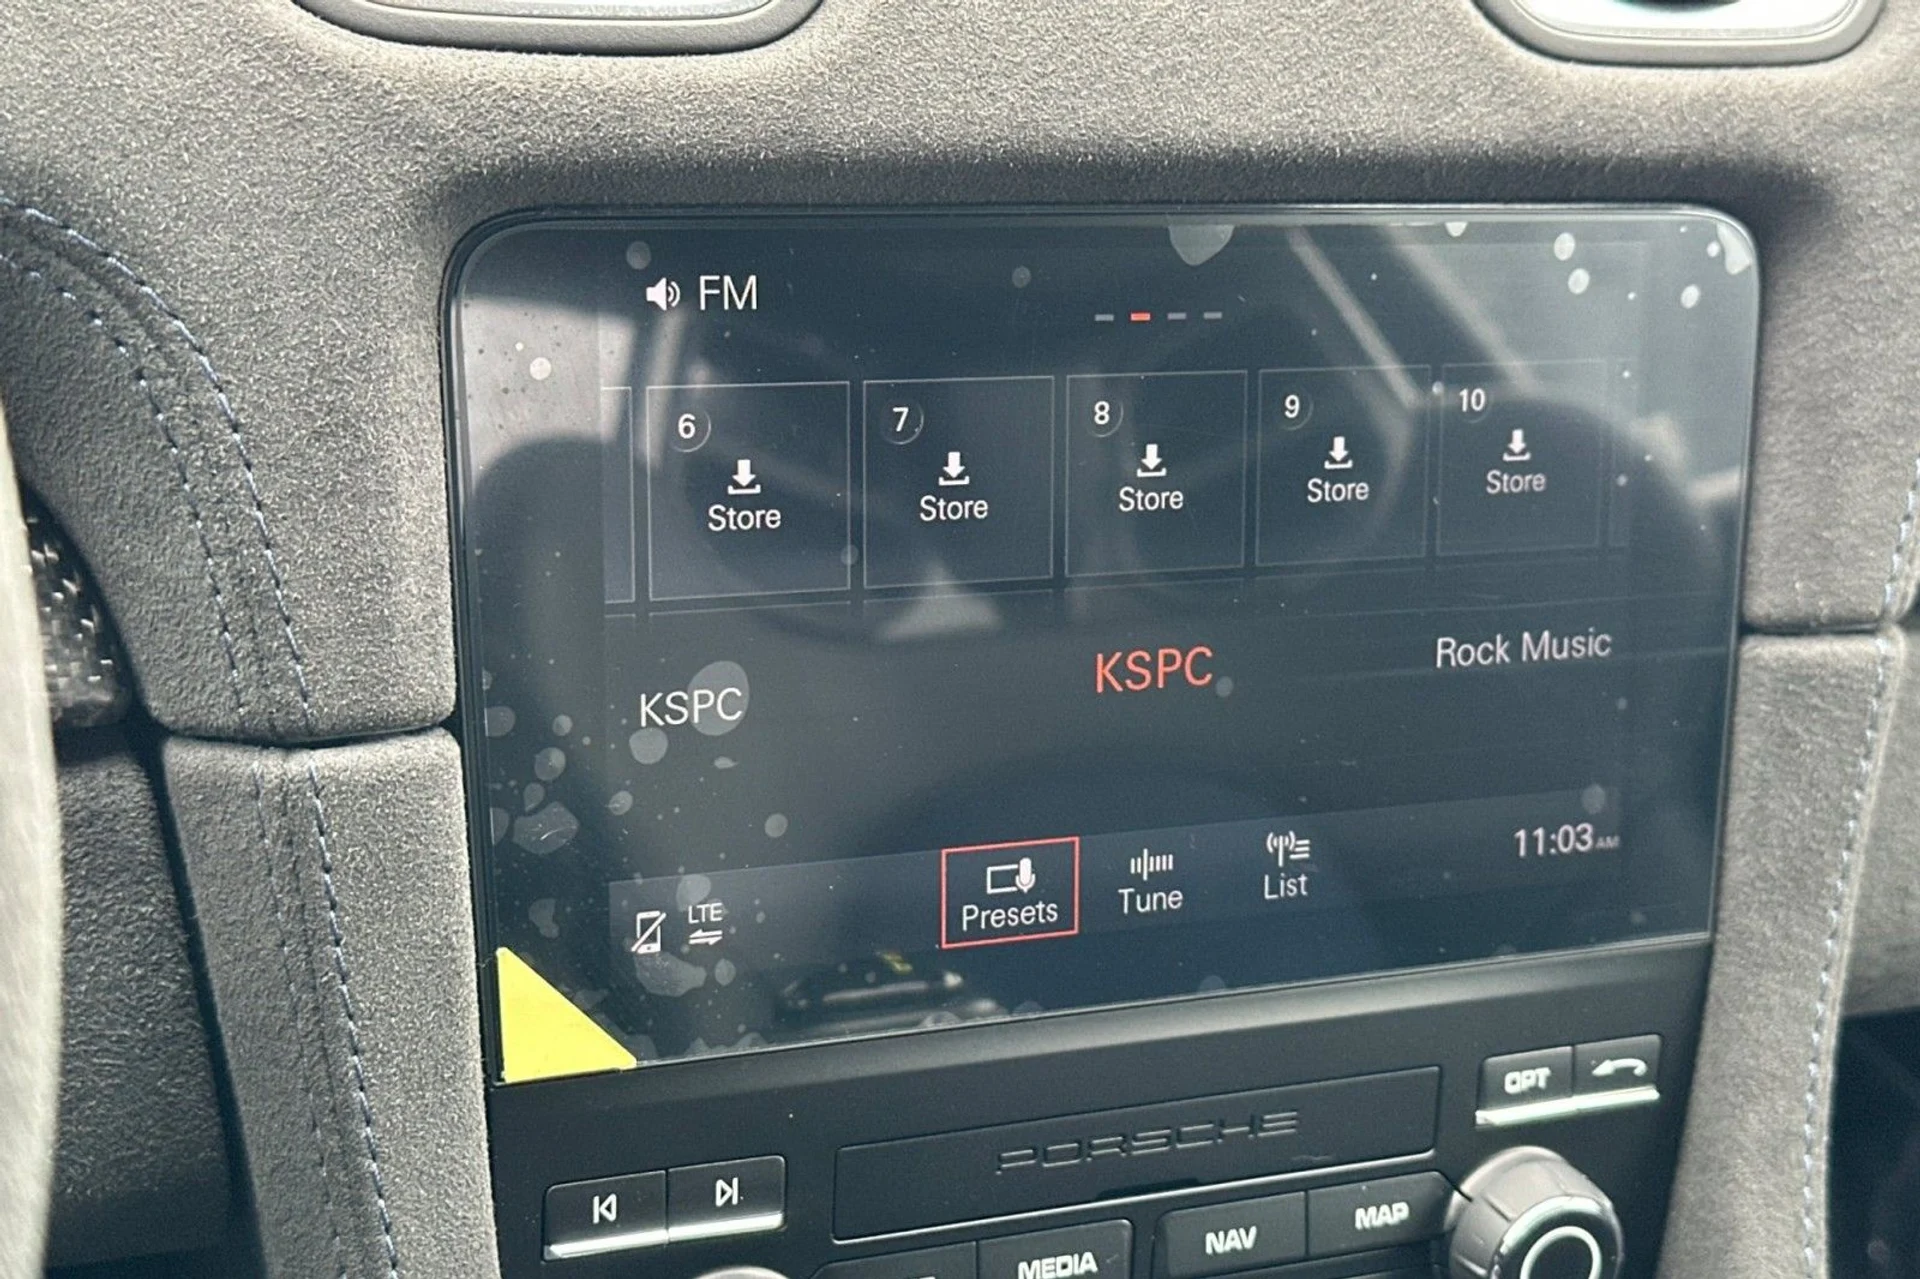 FM
6
7
8
9
10
Store
Store
Store
Store
Store
KSPC
KSPC
Rock Music
LTE
Presets
Tune
List
11:03 AM
OPT
PORSCHE
NAV
MAP
MEDIA